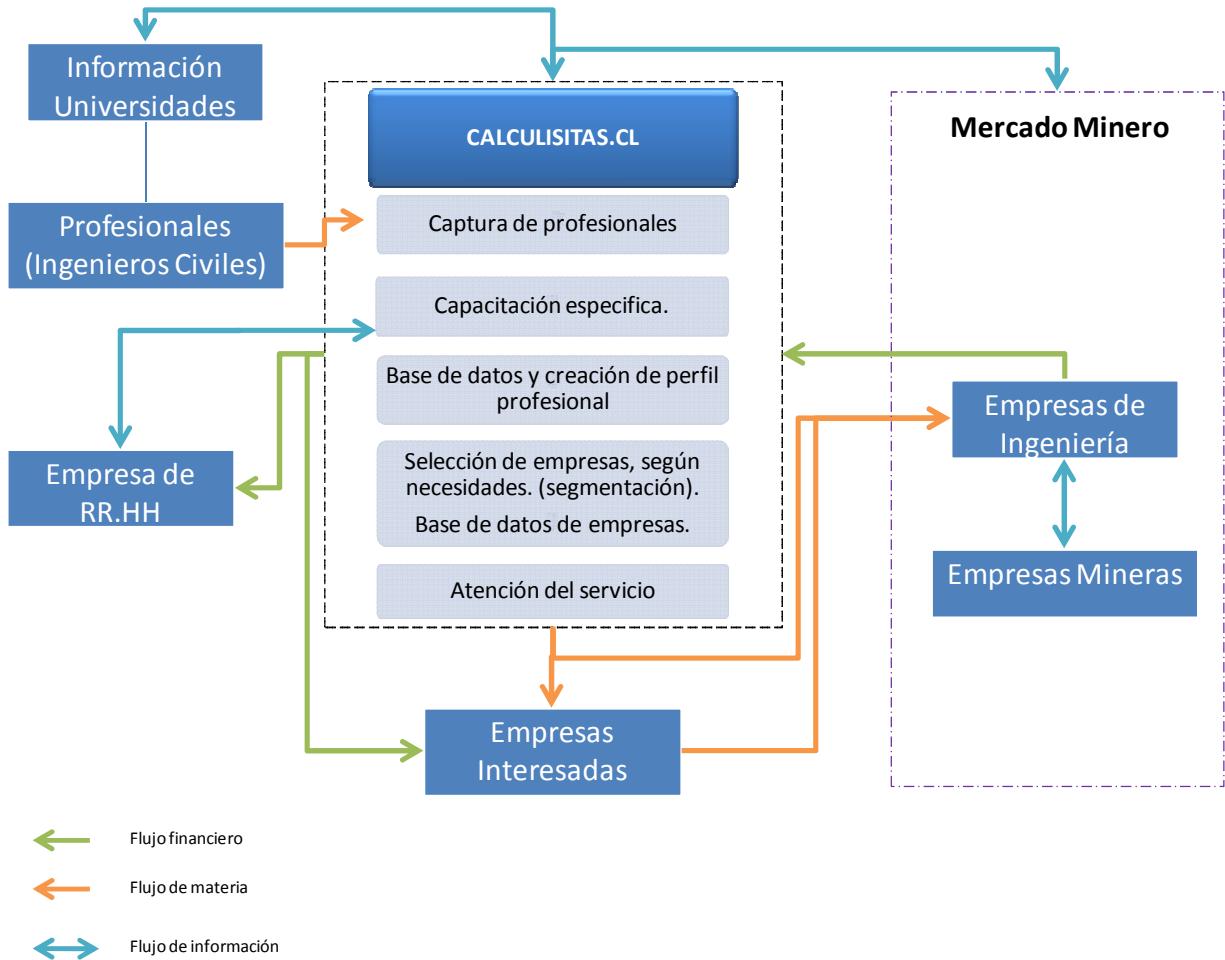 Información
Universidades
CALCULISITAS.CL
Mercado Minero
Captura de profesionales
Profesionales
(Ingenieros Civiles)
Capacitación especifica.
Base de datos y creación de perfil
profesional
Empresas de
Ingeniería
Selección de empresas, según
necesidades. (segmentación).
Base de datos de empresas.
Empresa de
RR.HH
Empresas Mineras
Atención del servicio
Empresas
Interesadas
Flujo financiero
Flujo de materia
Flujo de información